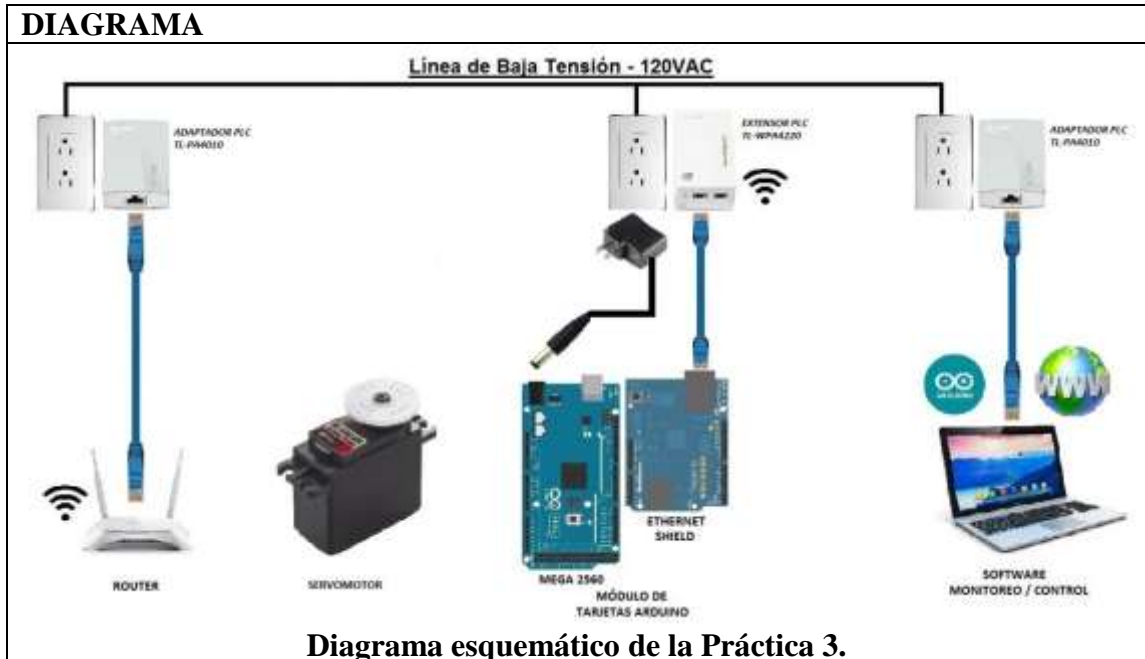 DIAGRAMA
Línea de Baja Tensión - 120VAC
ADAPTADOR PLC
TL-PA4010
EXTENSOR PLC
TL-WPA4220
ADAPTADOR PLC
TL-PA4010
WWW
ROUTER
SERVOMOTOR
MEGA 2560
ETHERNET
SHIELD
MÓDULO DE
TARJETAS ARDUINO
SOFTWARE
MONITOREO / CONTROL
Diagrama esquemático de la Práctica 3.